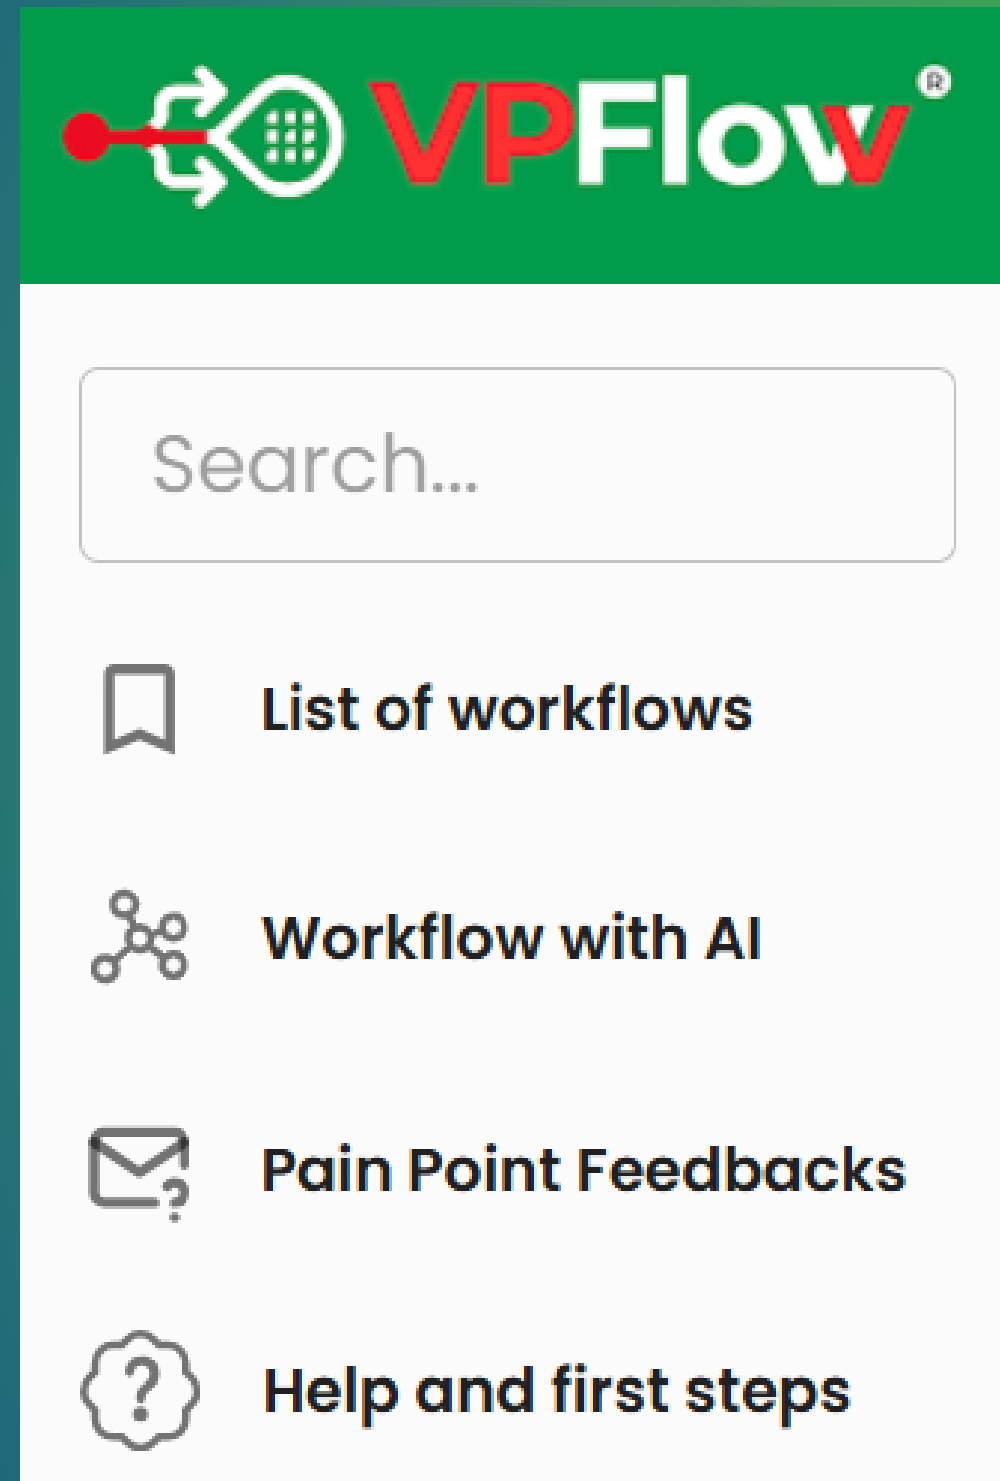 VPFlow®
Search...
List of workflows
Workflow with AI
Pain Point Feedbacks
Help and first steps